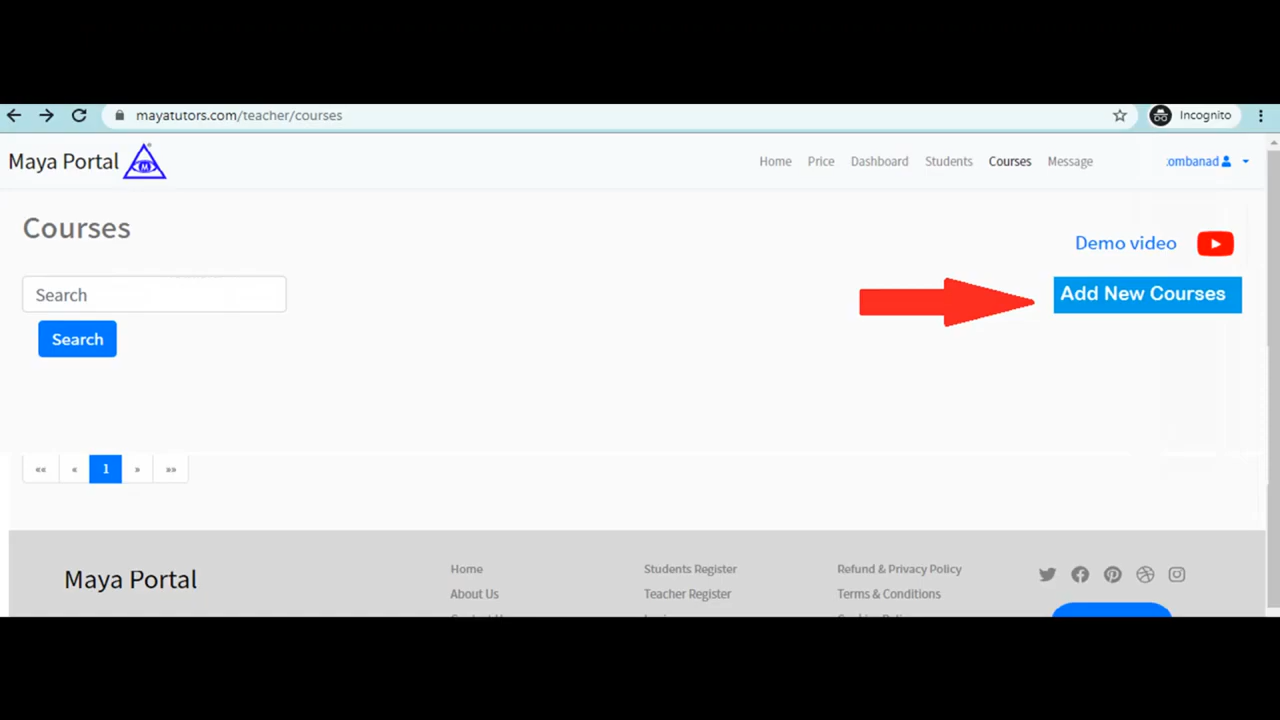 mayatutors.com/teacher/courses
Incognito
Maya Portal
M
Home Price Dashboard Students Courses Message
ombanad
Courses
Demo video
Search
Add New Courses
Search
«« « 1 » »»
Maya Portal
Home
Students Register
Refund & Privacy Policy
About Us
Teacher Register
Terms & Conditions